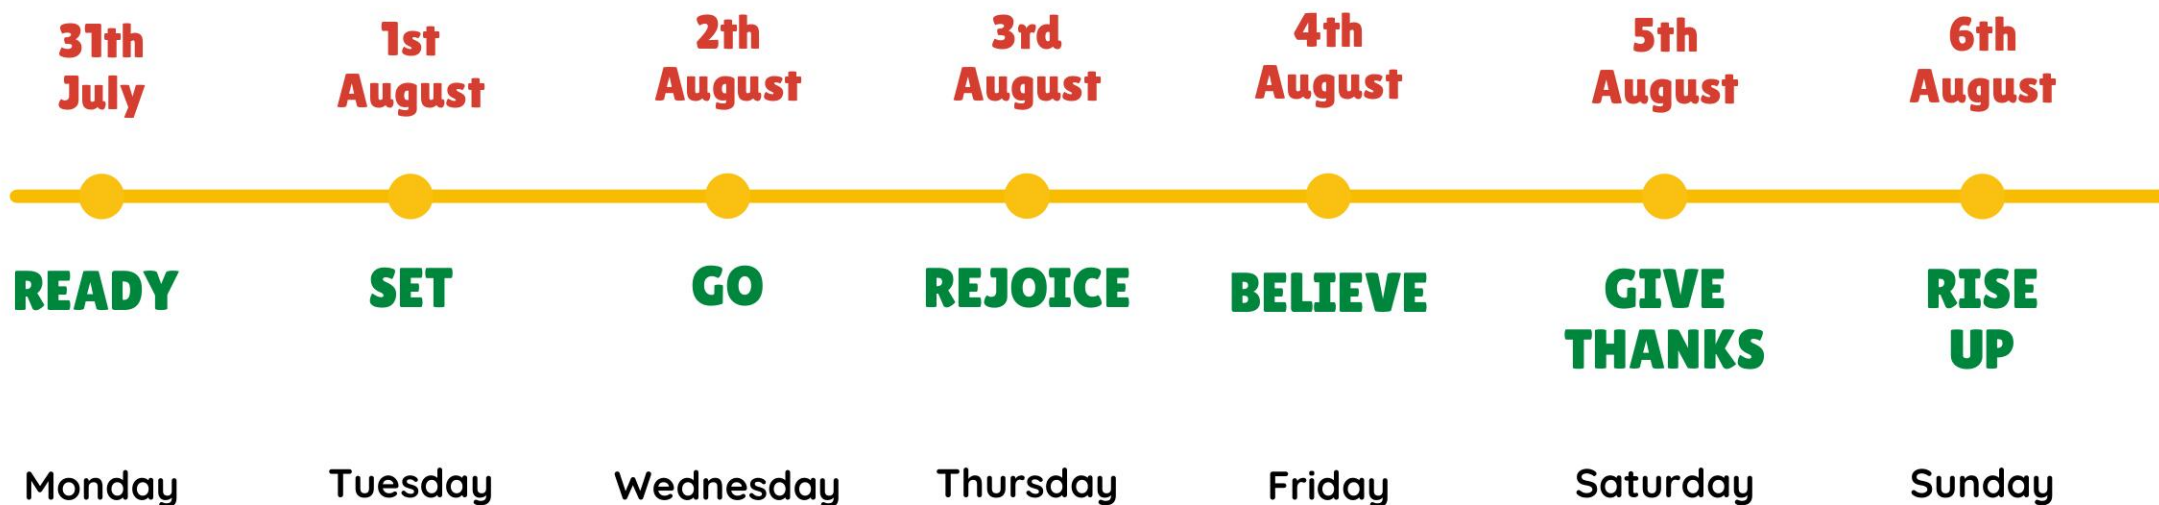 31th
July
1st
August
2th
August
3rd
August
4th
August
5th
August
6th
August
READY
SET
GO
REJOICE
BELIEVE
GIVE
THANKS
RISE
UP
Monday
Tuesday
Wednesday
Thursday
Friday
Saturday
Sunday